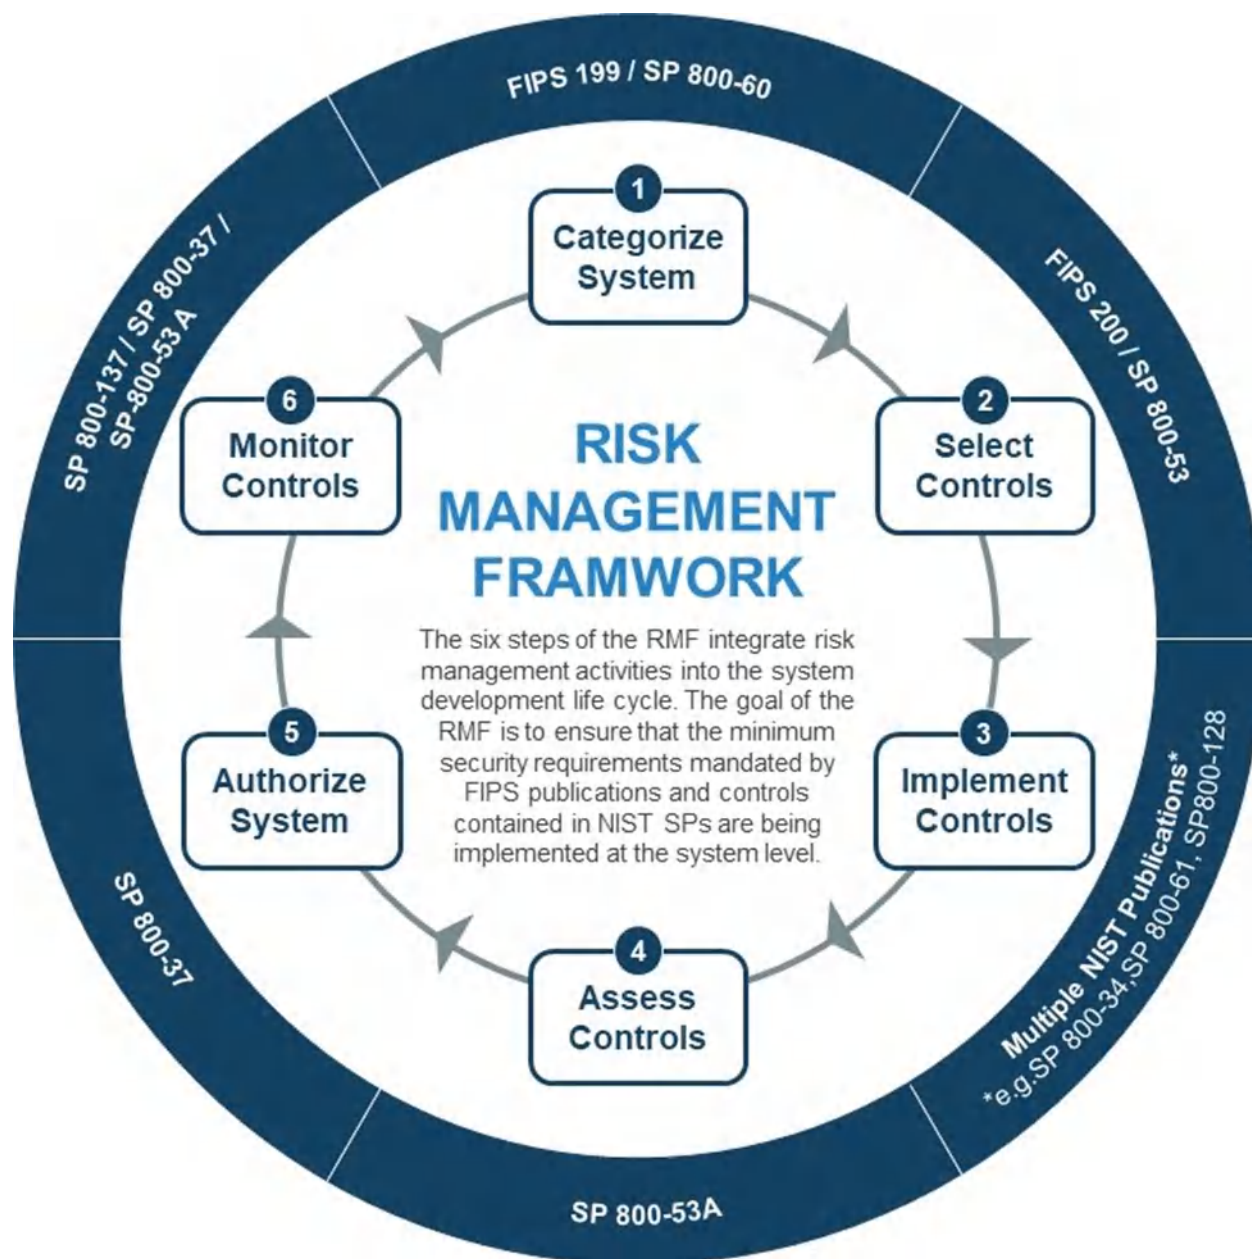 FIPS 199 / SP 800-60
1
Categorize
System
FIPS 200 / SP 800-53
2
Select
Controls
Multiple NIST Publications*
*e.g.SP 800-34,SP 800-61, SP800-128
3
Implement
Controls
SP 800-53A
4
Assess
Controls
SP 800-37
5
Authorize
System
SP 800-137 / SP 800-37 /
SP-800-53 A
6
Monitor
Controls
RISK
MANAGEMENT
FRAMWORK
The six steps of the RMF integrate risk
management activities into the system
development life cycle. The goal of the
RMF is to ensure that the minimum
security requirements mandated by
FIPS publications and controls
contained in NIST SPs are being
implemented at the system level.